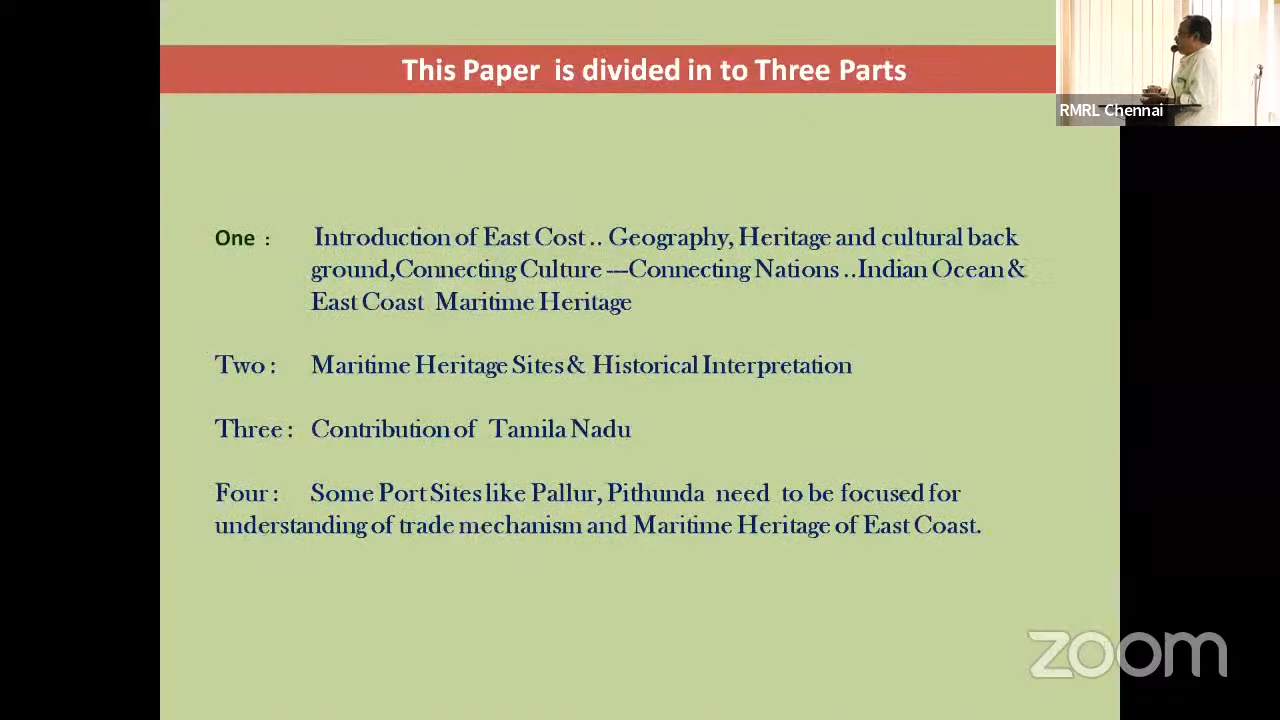 This Paper is divided in to Three Parts
RMRL Chennai
One : Introduction of East Cost .. Geography, Heritage and cultural back
ground,Connecting Culture ---Connecting Nations ..Indian Ocean &
East Coast Maritime Heritage
Two : Maritime Heritage Sites & Historical Interpretation
Three : Contribution of Tamila Nadu
Four : Some Port Sites like Pallur, Pithunda need to be focused for
understanding of trade mechanism and Maritime Heritage of East Coast.
zoom